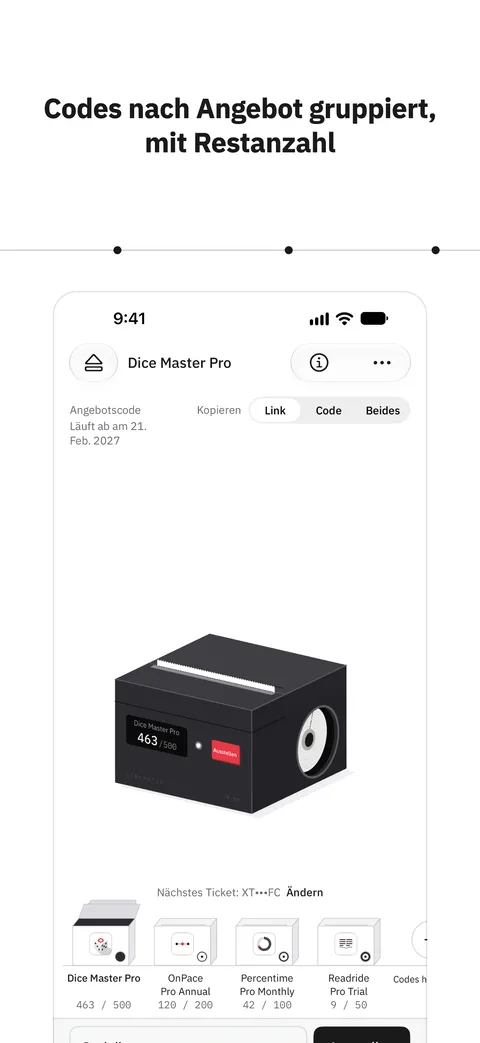 Codes nach Angebot gruppiert,
mit Restanzahl
9:41
Dice Master Pro
Angebotscode
Läuft ab am 21.
Feb. 2027
Kopieren
Link
Code
Beides
Dice Master Pro
463/500
Ausstellen
Nächstes Ticket: XT•••FC Ändern
Dice Master Pro
463 / 500
OnPace
Pro Annual
120 / 200
Percentime
Pro Monthly
42 / 100
Readride
Pro Trial
9 / 50
Codes h